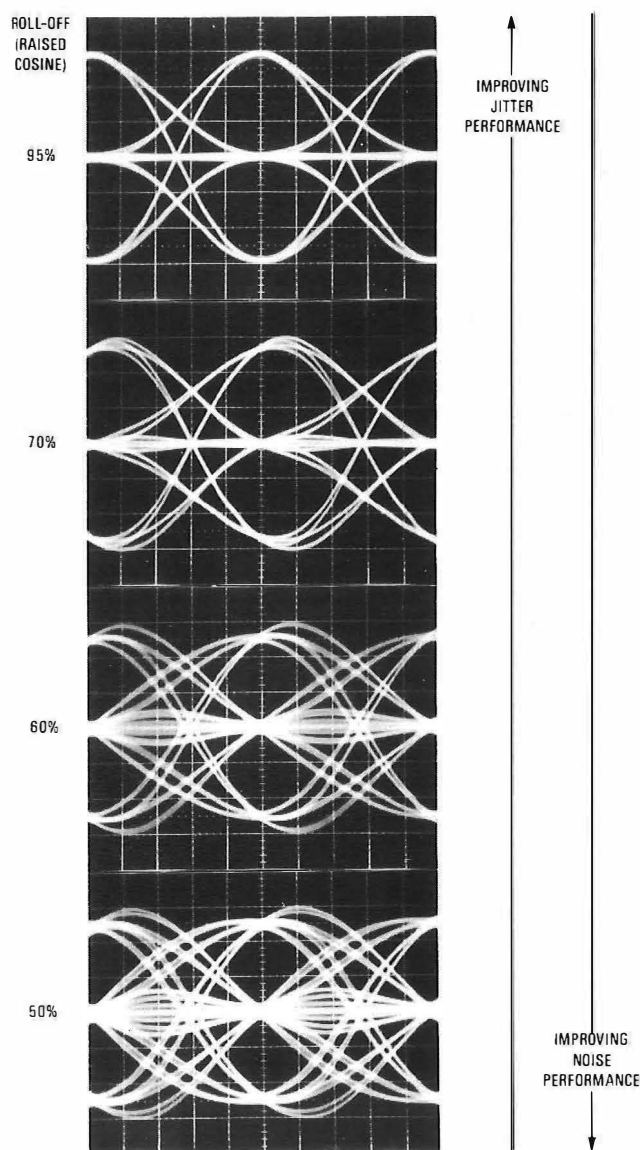 ROLL-OFF
(RAISED
COSINE)
IMPROVING
JITTER
PERFORMANCE
95%
70%
60%
50%
IMPROVING
NOISE
PERFORMANCE